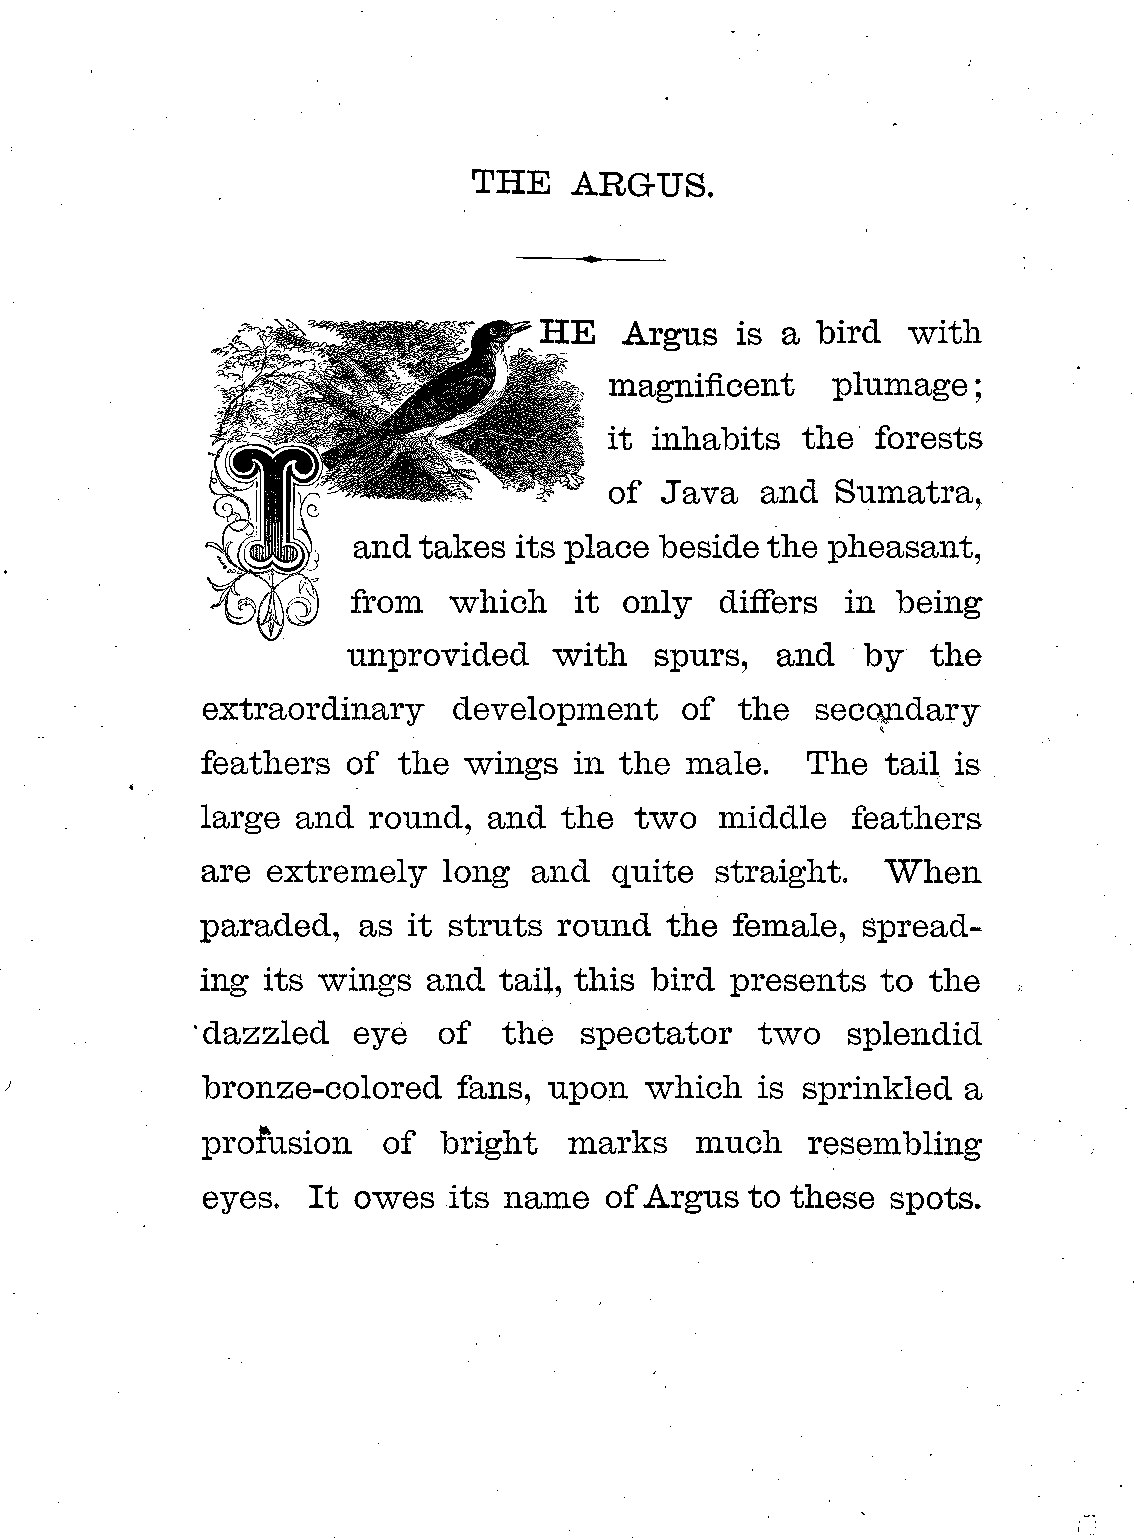 THE ARGUS.
THE Argus is a bird with
magnificent plumage;
it inhabits the forests
of Java and Sumatra,
and takes its place beside the pheasant,
from which it only differs in being
unprovided with spurs, and by the
extraordinary development of the secondary
feathers of the wings in the male. The tail is
large and round, and the two middle feathers
are extremely long and quite straight. When
paraded, as it struts round the female, spread-
ing its wings and tail, this bird presents to the
dazzled eye of the spectator two splendid
bronze-colored fans, upon which is sprinkled a
profusion of bright marks much resembling
eyes. It owes its name of Argus to these spots.